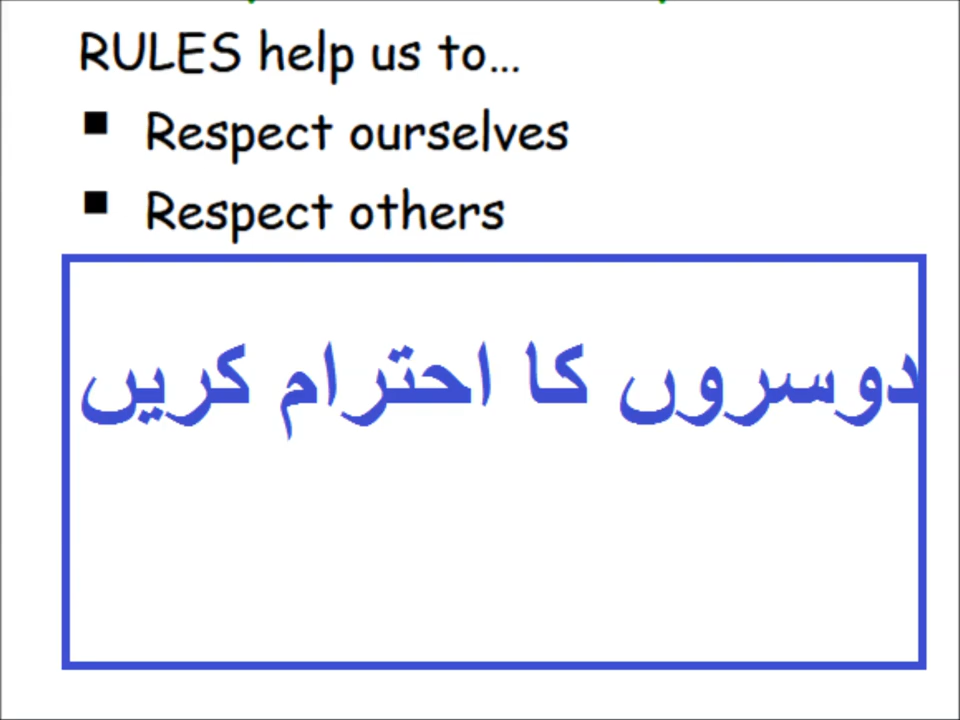 RULES help us to...
▪ Respect ourselves
▪ Respect others
دوسروں کا احترام کریں